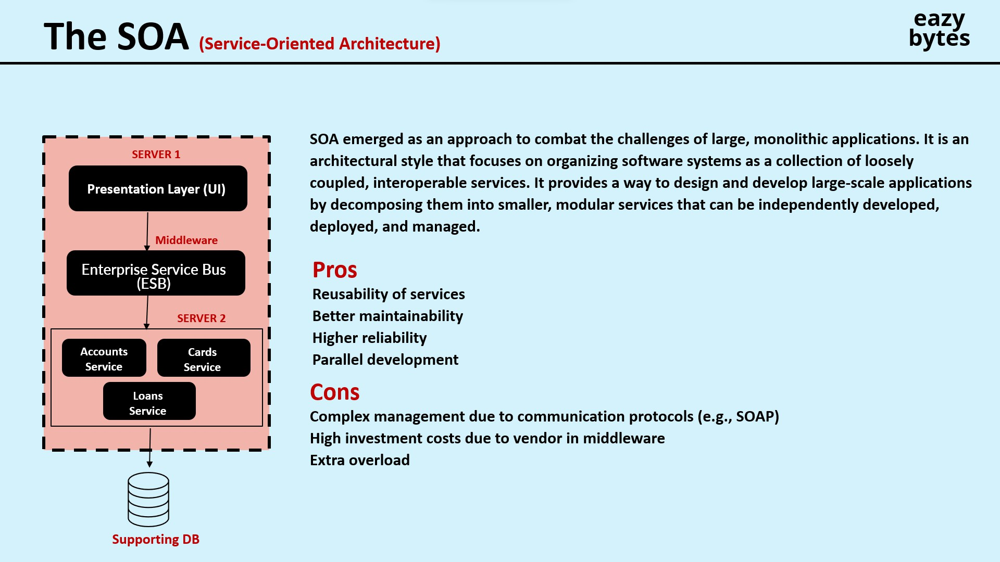 The SOA (Service-Oriented Architecture)
eazy
bytes
SERVER 1
Presentation Layer (UI)
Middleware
Enterprise Service Bus
(ESB)
SERVER 2
Accounts
Service
Cards
Service
Loans
Service
Supporting DB
SOA emerged as an approach to combat the challenges of large, monolithic applications. It is an
architectural style that focuses on organizing software systems as a collection of loosely
coupled, interoperable services. It provides a way to design and develop large-scale applications
by decomposing them into smaller, modular services that can be independently developed,
deployed, and managed.
Pros
Reusability of services
Better maintainability
Higher reliability
Parallel development
Cons
Complex management due to communication protocols (e.g., SOAP)
High investment costs due to vendor in middleware
Extra overload